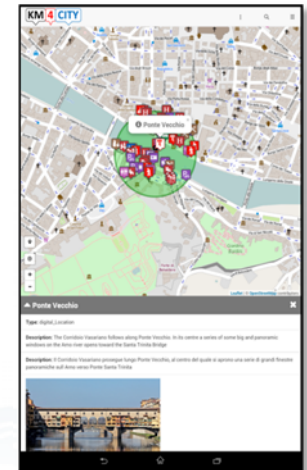 KM4CITY
Ponte Vecchio
+
-
Leaflet | © OpenStreetMap
Ponte Vecchio
Type: digital_Location
Description: The Corridoio Vasariano follows along Ponte Vecchio. In its centre a series of some big and panoramic
windows on the Arno river opens toward the Santa Trinita Bridge
Description: Il Corridoio Vasariano prosegue lungo Ponte Vecchio, al centro del quale si aprono una serie di grandi finestre
panoramiche sull Arno verso Ponte Santa Trinita